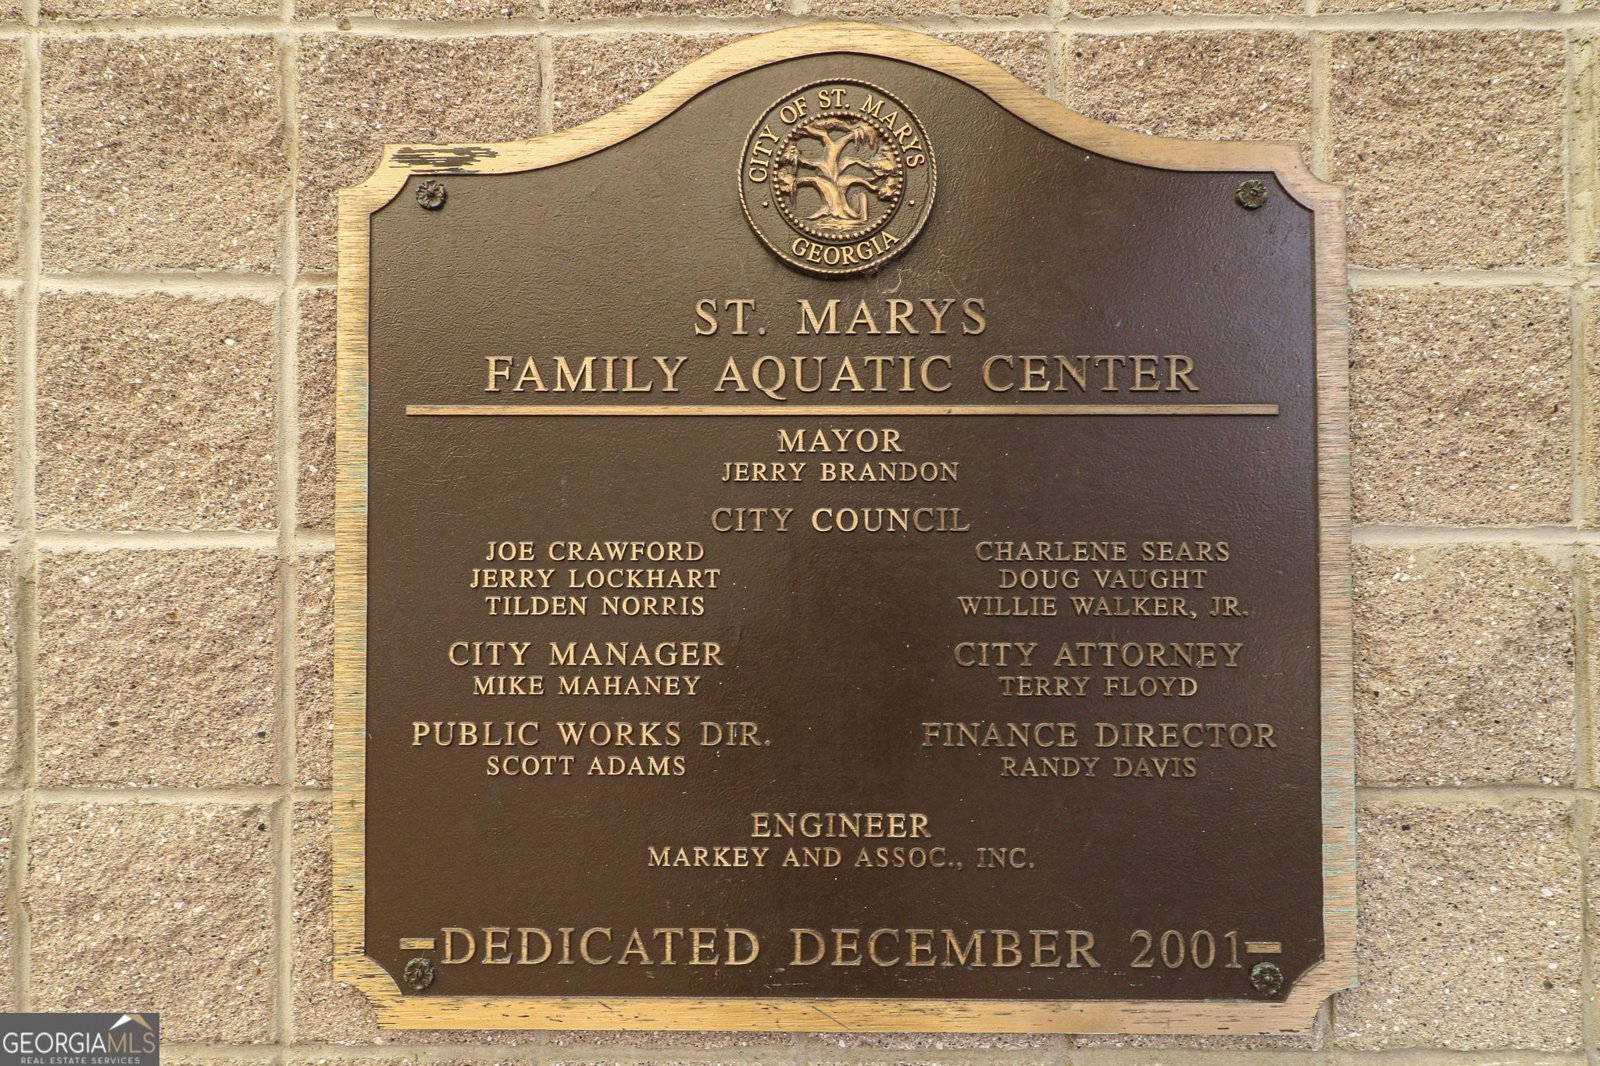 CITY OF ST. MARYS
GEORGIA
ST. MARYS
FAMILY AQUATIC CENTER
MAYOR
JERRY BRANDON
CITY COUNCIL
JOE CRAWFORD CHARLENE SEARS
JERRY LOCKHART DOUG VAUGHT
TILDEN NORRIS WILLIE WALKER, JR.
CITY MANAGER CITY ATTORNEY
MIKE MAHANEY TERRY FLOYD
PUBLIC WORKS DIR. FINANCE DIRECTOR
SCOTT ADAMS RANDY DAVIS
ENGINEER
MARKEY AND ASSOC., INC.
DEDICATED DECEMBER 2001
GEORGIAMLS
REAL ESTATE SERVICES